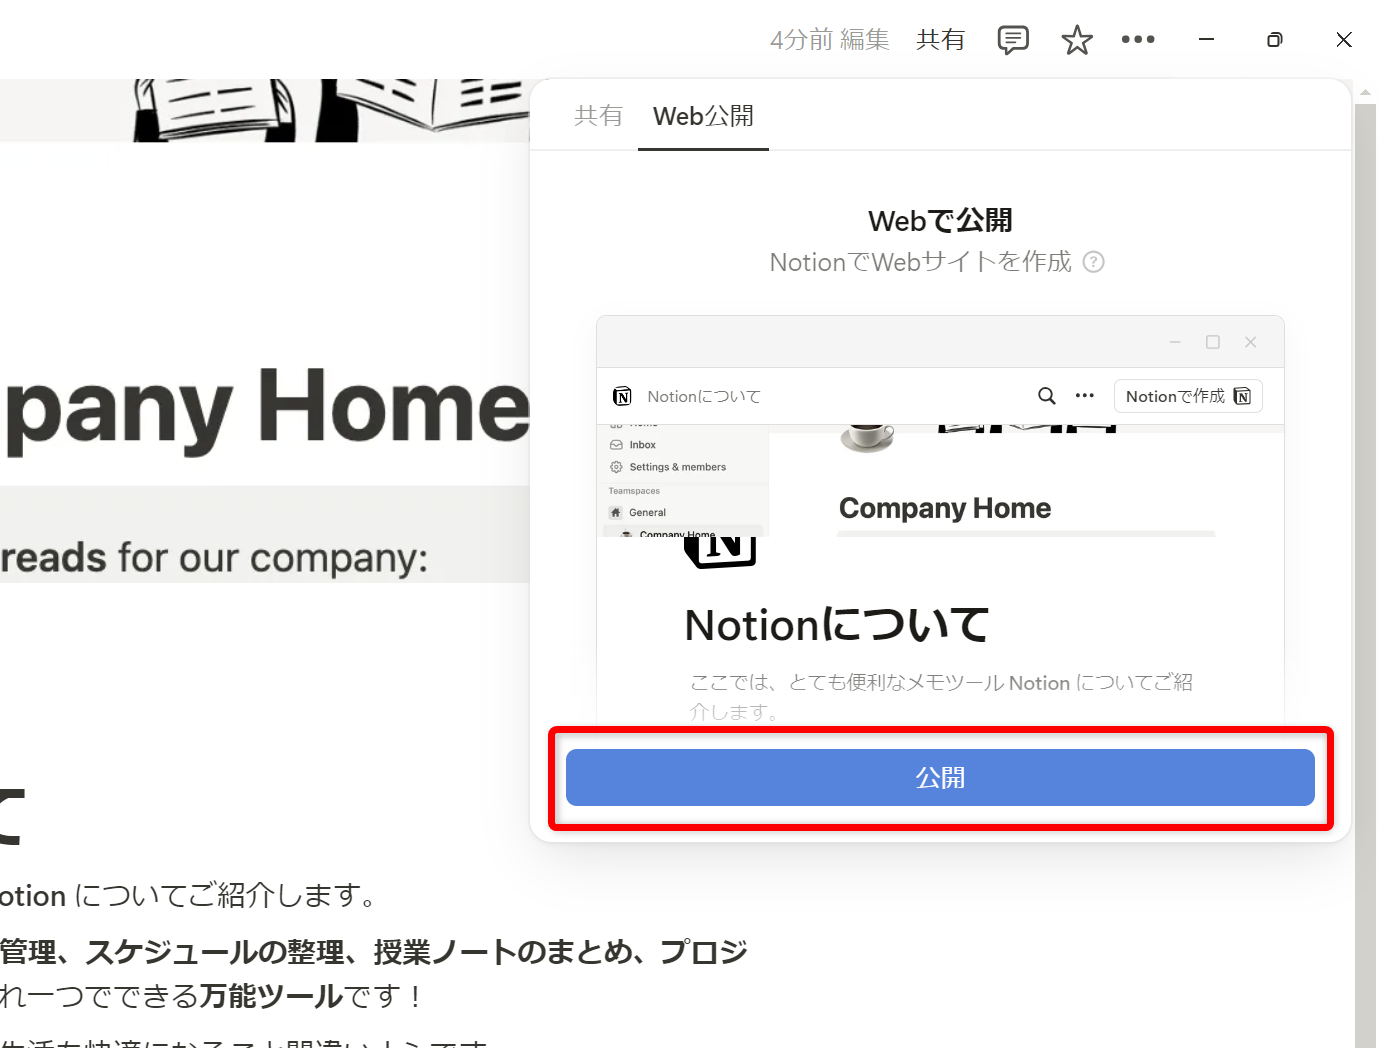 4分前 編集 共有
共有 Web公開
Webで公開
NotionでWebサイトを作成 ?
Notionについて
Notionで作成
Home
Inbox
Settings & members
Teamspaces
General
Company Home
Company Home
Notionについて
ここでは、とても便利なメモツール Notion についてご紹
介します。
公開
pany Home
reads for our company:
て
otion についてご紹介します。
管理、スケジュールの整理、授業ノートのまとめ、プロジ
れ一つでできる万能ツールです！